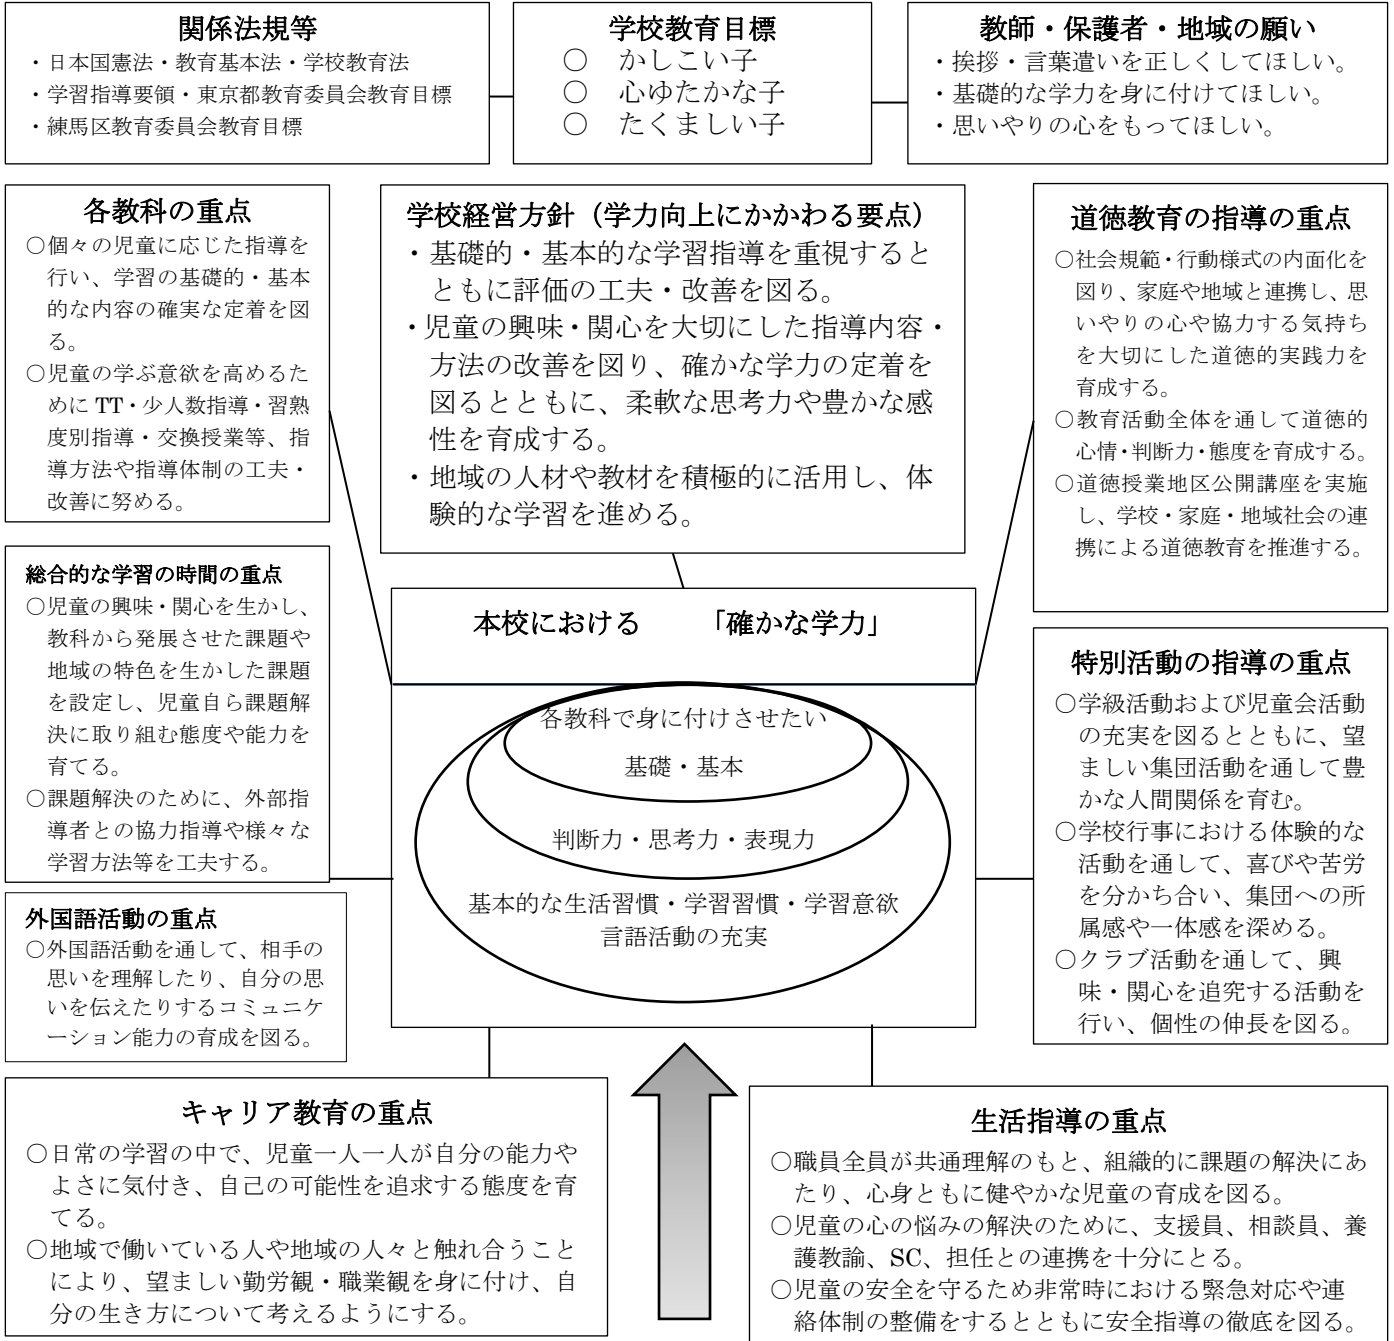 関係法規等
・日本国憲法・教育基本法・学校教育法
・学習指導要領・東京都教育委員会教育目標
・練馬区教育委員会教育目標
学校教育目標
○ かしこい子
○ 心ゆたかな子
○ たくましい子
教師・保護者・地域の願い
・挨拶・言葉遣いを正しくしてほしい。
・基礎的な学力を身に付けてほしい。
・思いやりの心をもってほしい。
各教科の重点
○個々の児童に応じた指導を
行い、学習の基礎的・基本
的な内容の確実な定着を図
る。
○児童の学ぶ意欲を高めるた
めに TT・少人数指導・習熟
度別指導・交換授業等、指
導方法や指導体制の工夫・
改善に努める。
学校経営方針（学力向上にかかわる要点）
・基礎的・基本的な学習指導を重視すると
ともに評価の工夫・改善を図る。
・児童の興味・関心を大切にした指導内容・
方法の改善を図り、確かな学力の定着を
図るとともに、柔軟な思考力や豊かな感
性を育成する。
・地域の人材や教材を積極的に活用し、体
験的な学習を進める。
道徳教育の指導の重点
○社会規範・行動様式の内面化を
図り、家庭や地域と連携し、思
いやりの心や協力する気持ち
を大切にした道徳的実践力を
育成する。
○教育活動全体を通して道徳的
心情・判断力・態度を育成する。
○道徳授業地区公開講座を実施
し、学校・家庭・地域社会の連
携による道徳教育を推進する。
総合的な学習の時間の重点
○児童の興味・関心を生かし、
教科から発展させた課題や
地域の特色を生かした課題
を設定し、児童自ら課題解
決に取り組む態度や能力を
育てる。
○課題解決のために、外部指
導者との協力指導や様々な
学習方法等を工夫する。
本校における 「確かな学力」
各教科で身に付けさせたい
基礎・基本
判断力・思考力・表現力
基本的な生活習慣・学習習慣・学習意欲
言語活動の充実
特別活動の指導の重点
○学級活動および児童会活動
の充実を図るとともに、望
ましい集団活動を通して豊
かな人間関係を育む。
○学校行事における体験的な
活動を通して、喜びや苦労
を分かち合い、集団への所
属感や一体感を深める。
○クラブ活動を通して、興
味・関心を追究する活動を
行い、個性の伸長を図る。
外国語活動の重点
○外国語活動を通して、相手の
思いを理解したり、自分の思
いを伝えたりするコミュニケ
ーション能力の育成を図る。
キャリア教育の重点
○日常の学習の中で、児童一人一人が自分の能力や
よさに気付き、自己の可能性を追求する態度を育
てる。
○地域で働いている人や地域の人々と触れ合うこと
により、望ましい勤労観・職業観を身に付け、自
分の生き方について考えるようにする。
生活指導の重点
○職員全員が共通理解のもと、組織的に課題の解決にあ
たり、心身ともに健やかな児童の育成を図る。
○児童の心の悩みの解決のために、支援員、相談員、養
護教諭、SC、担任との連携を十分にとる。
○児童の安全を守るため非常時における緊急対応や連
絡体制の整備をするとともに安全指導の徹底を図る。